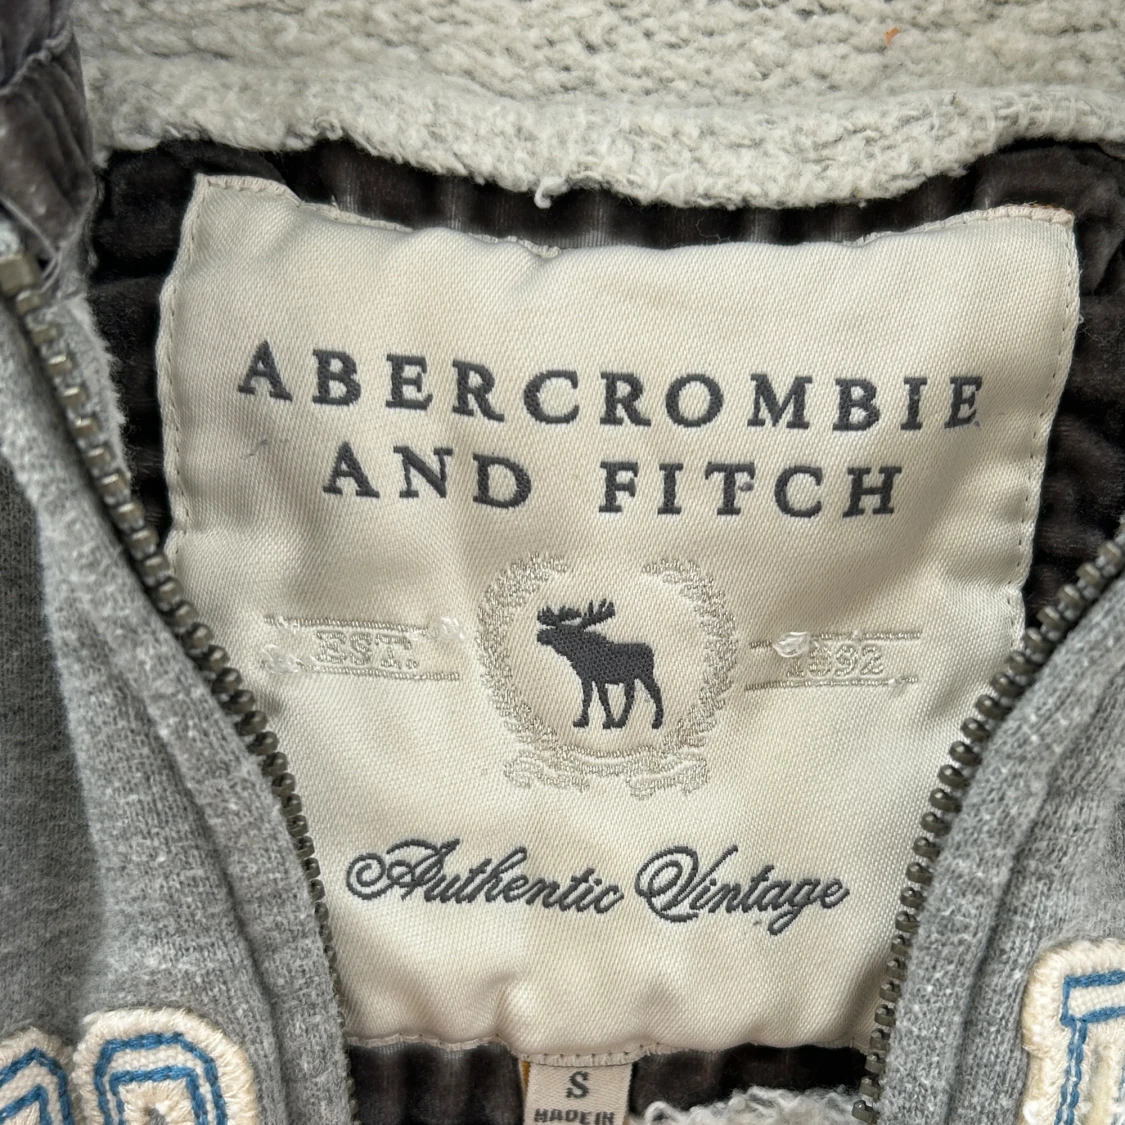 ABERCROMBIE
AND FITCH
EST. 1892
Authentic Vintage
S
MADE IN